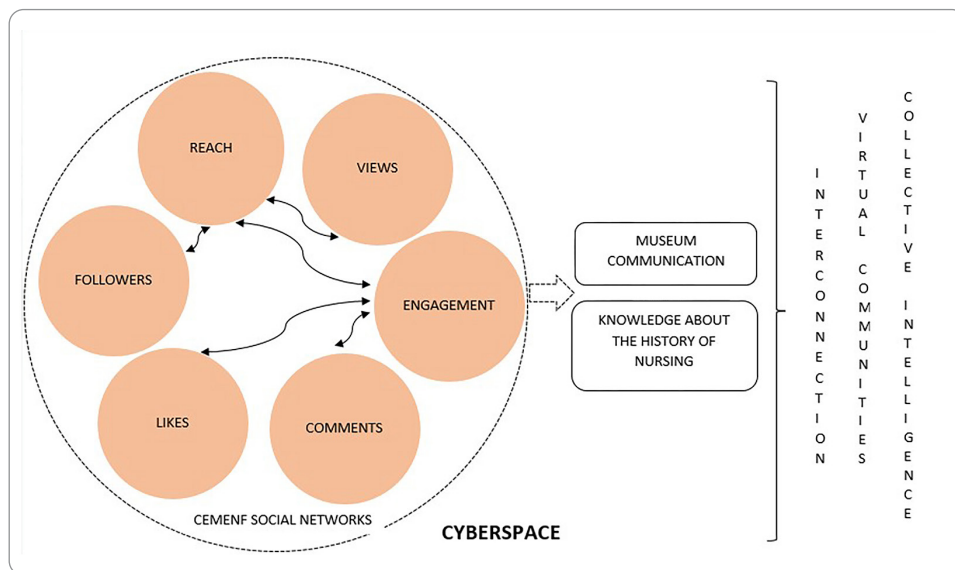 REACH
VIEWS
FOLLOWERS
ENGAGEMENT
LIKES
COMMENTS
CEMENF SOCIAL NETWORKS
CYBERSPACE
MUSEUM
COMMUNICATION
KNOWLEDGE ABOUT
THE HISTORY OF
NURSING
INTERCONNECTION
VIRTUAL COMMUNITIES
COLLECTIVE INTELLIGENCE